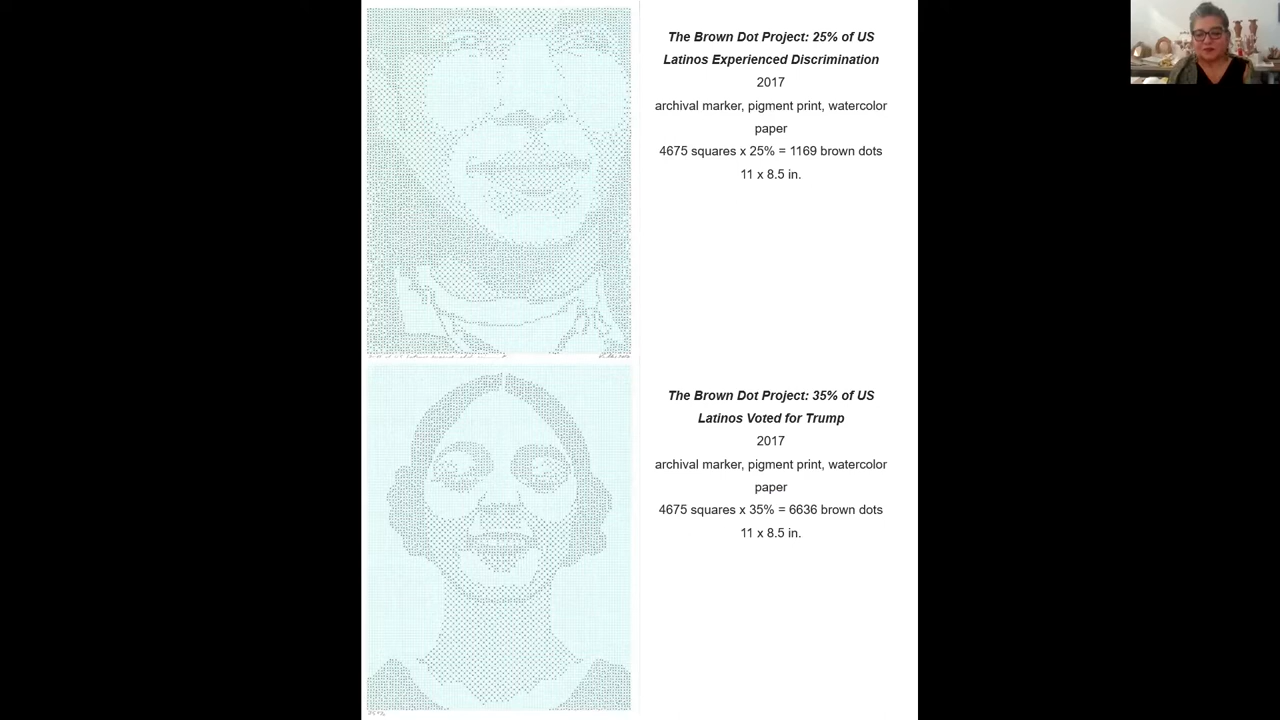 The Brown Dot Project: 25% of US
Latinos Experienced Discrimination
2017
archival marker, pigment print, watercolor
paper
4675 squares x 25% = 1169 brown dots
11 x 8.5 in.
The Brown Dot Project: 35% of US
Latinos Voted for Trump
2017
archival marker, pigment print, watercolor
paper
4675 squares x 35% = 6636 brown dots
11 x 8.5 in.